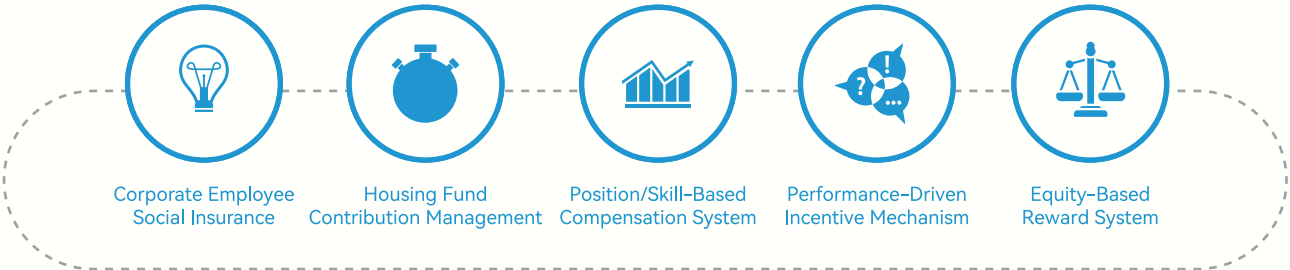 Corporate Employee
Social Insurance
Housing Fund
Contribution Management
Position/Skill-Based
Compensation System
Performance-Driven
Incentive Mechanism
Equity-Based
Reward System
! 
?
...